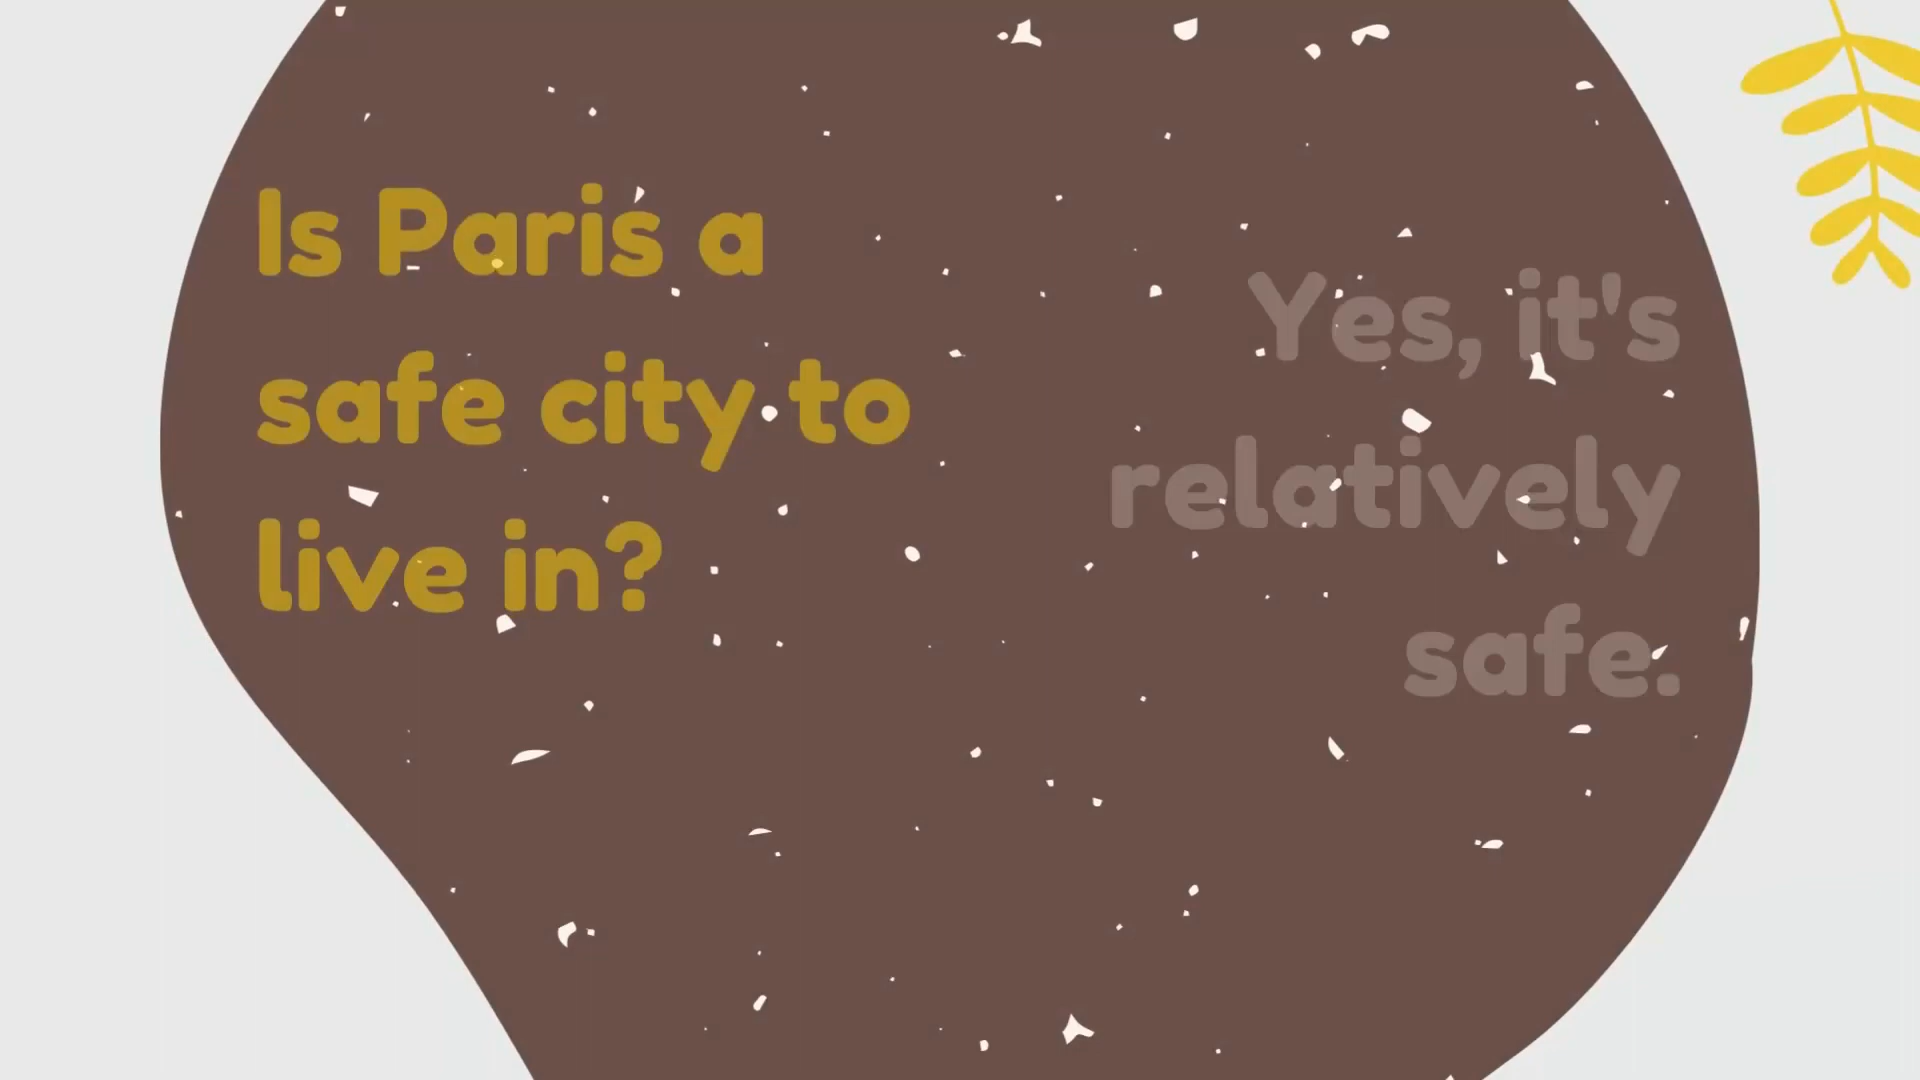 Is Paris a
safe city to
live in?
Yes, it's
relatively
safe.